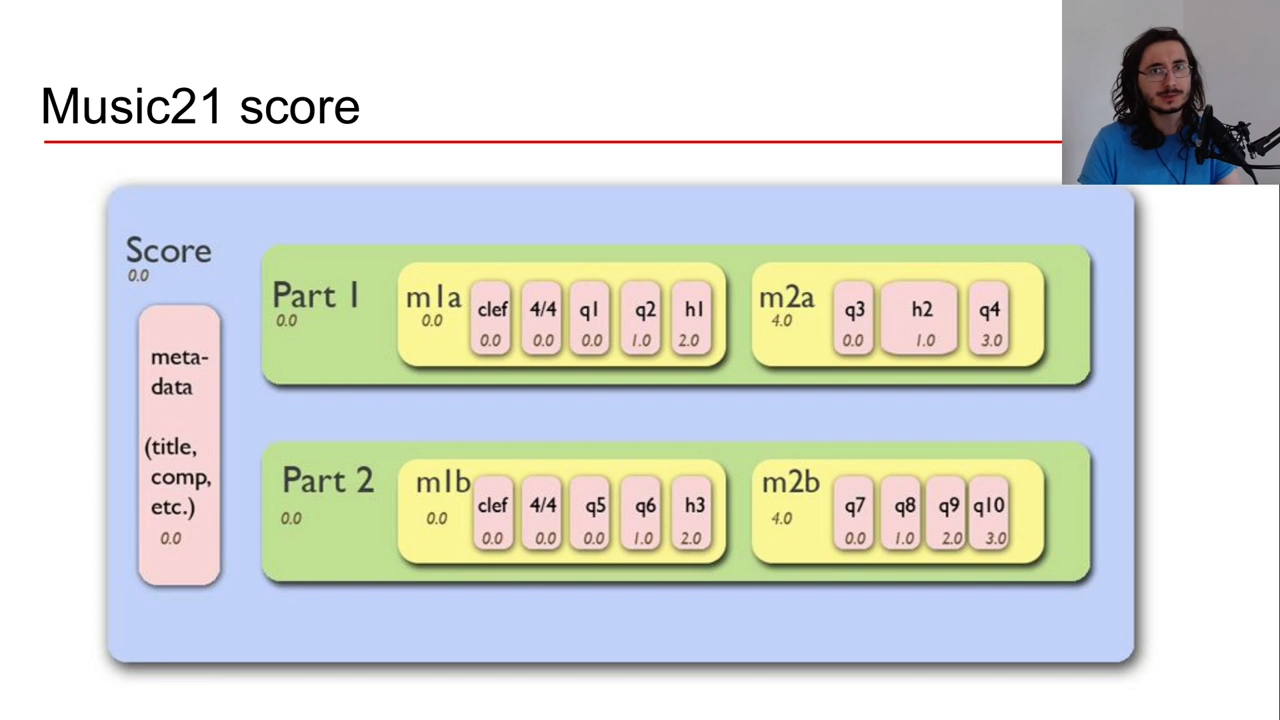 Music21 score
Score
0.0
meta-
data
(title,
comp,
etc.)
0.0
Part 1
0.0
m1a
0.0
clef
0.0
4/4
0.0
q1
0.0
q2
1.0
h1
2.0
m2a
4.0
q3
0.0
h2
1.0
q4
3.0
Part 2
0.0
m1b
0.0
clef
0.0
4/4
0.0
q5
0.0
q6
1.0
h3
2.0
m2b
4.0
q7
0.0
q8
1.0
q9
2.0
q10
3.0